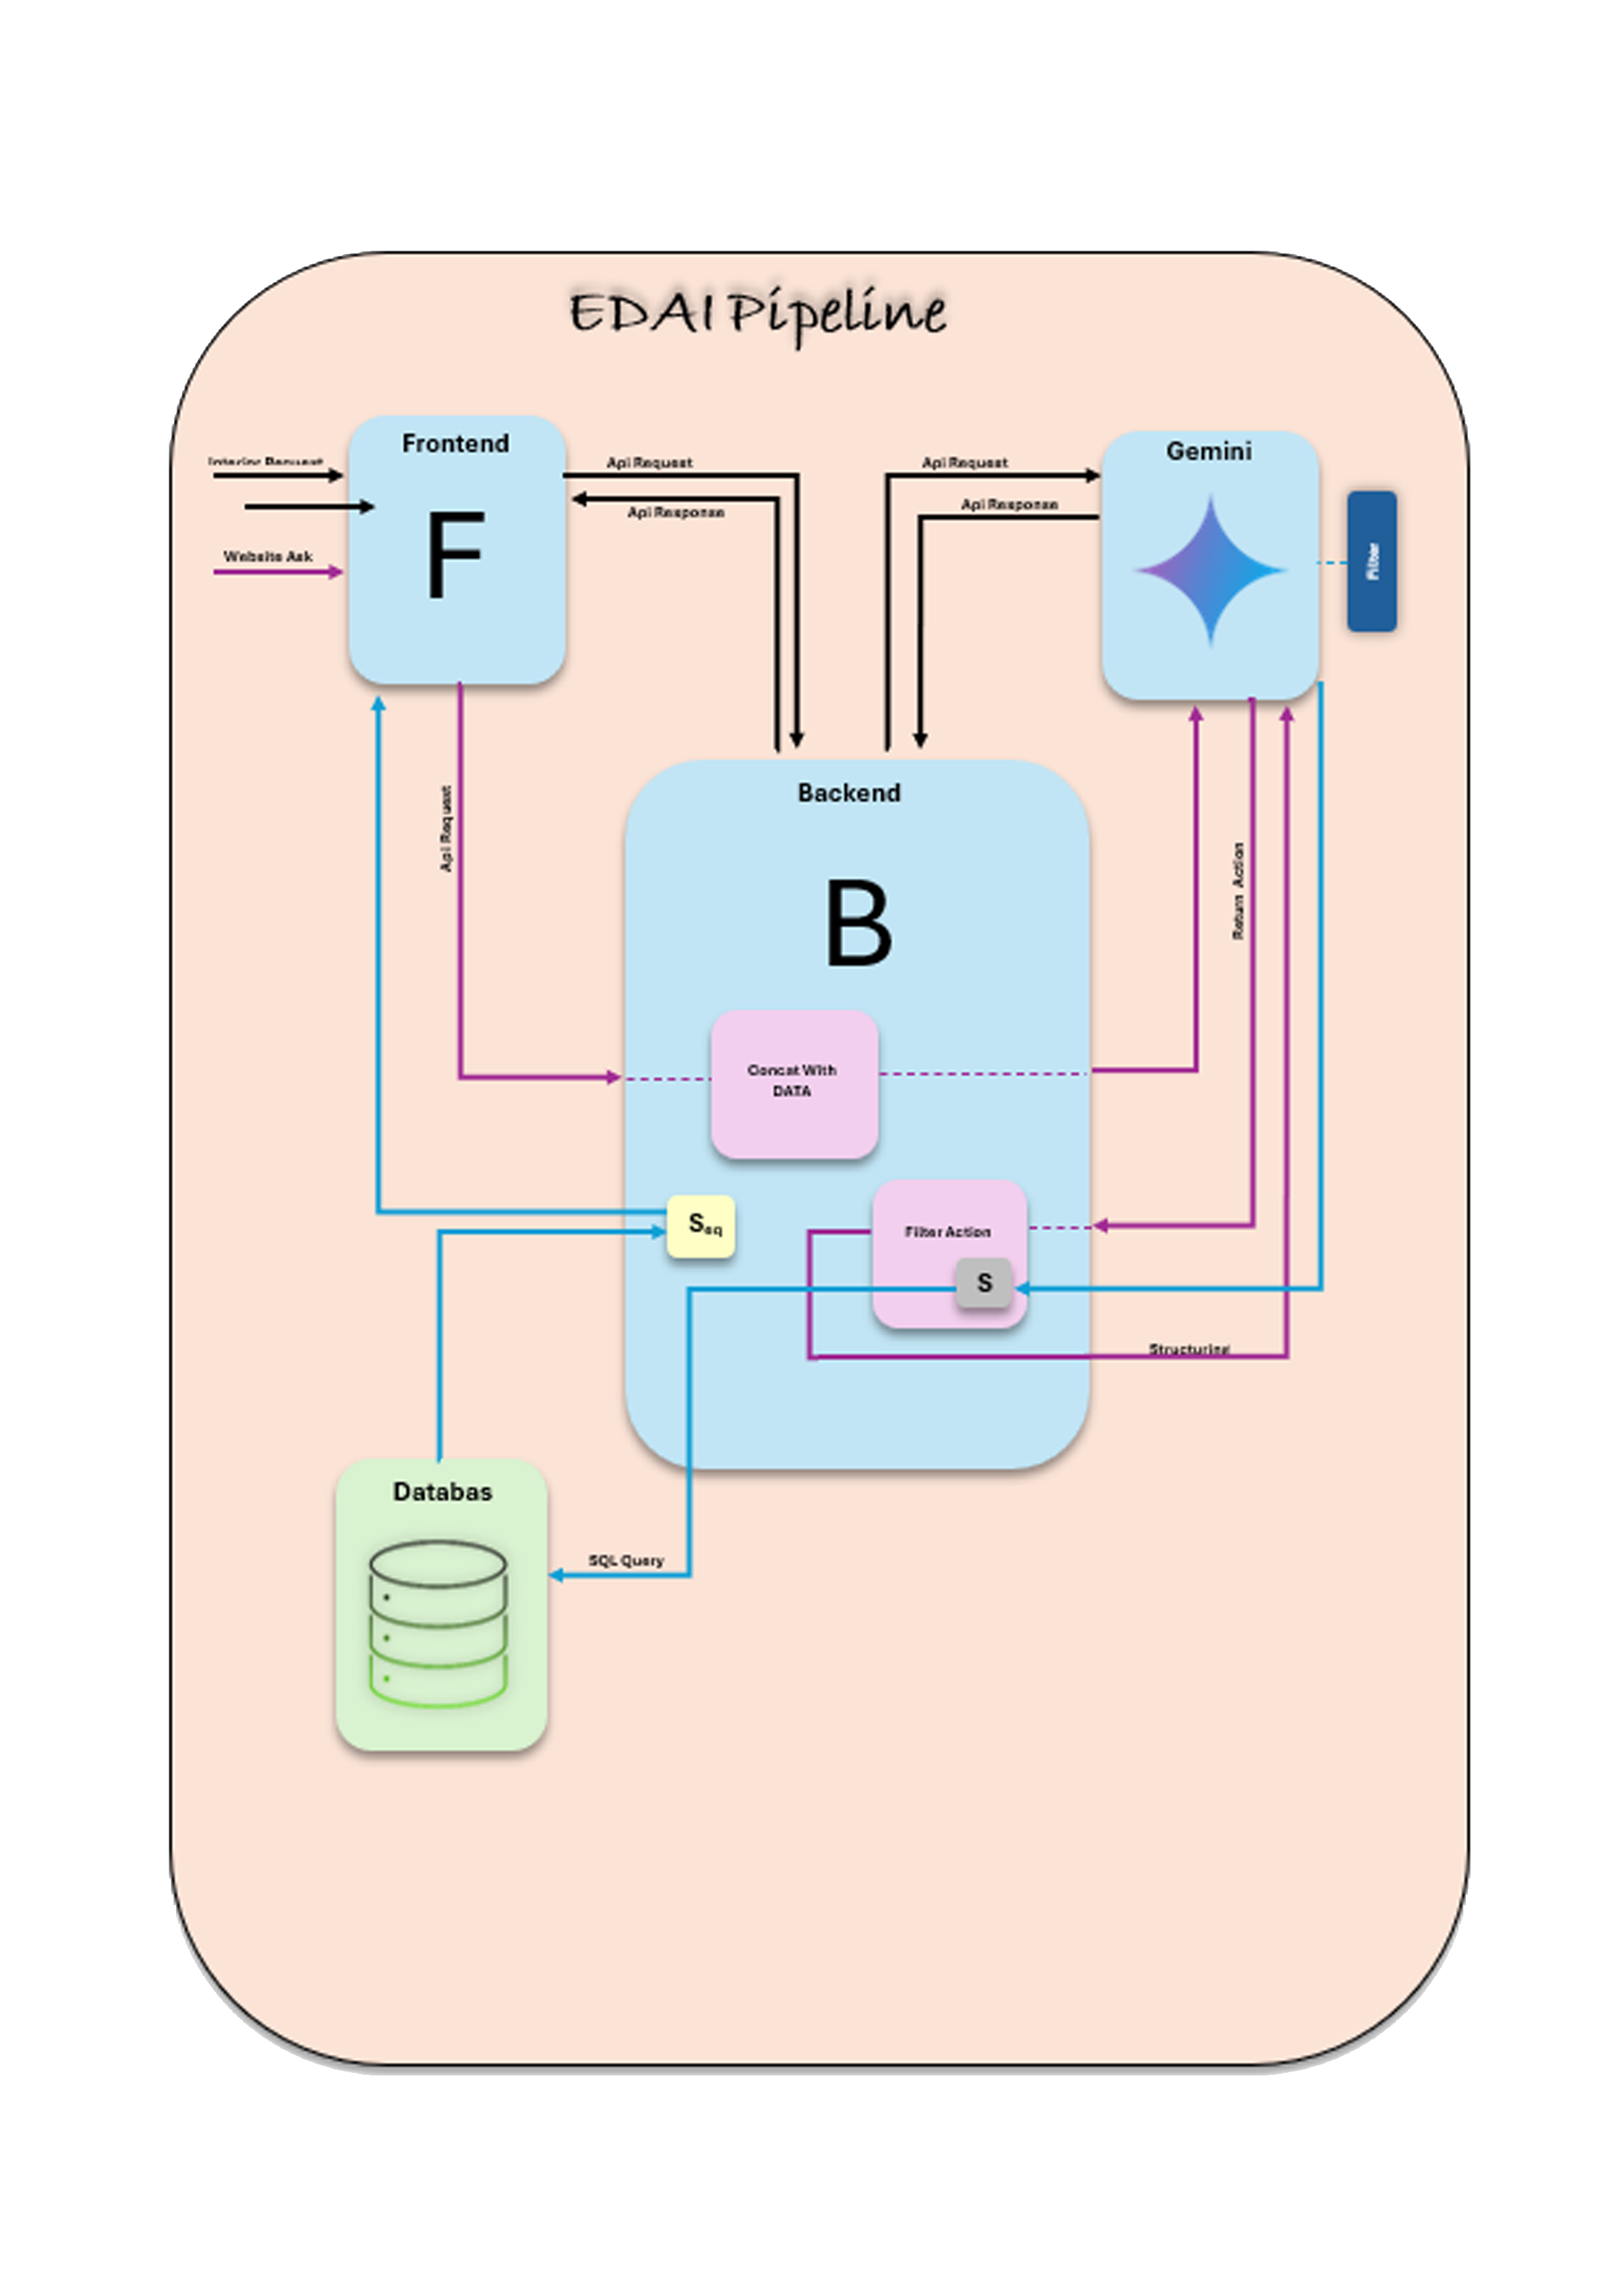 EDAI Pipeline
Frontend
F
Request
Website Ask
Api Request
Api Response
Api Request
Api Response
Gemini
Filter
Api Request
Backend
B
Return Action
Concat With
DATA
Seq
Filter Action
S
Structuring
Databas
SQL Query